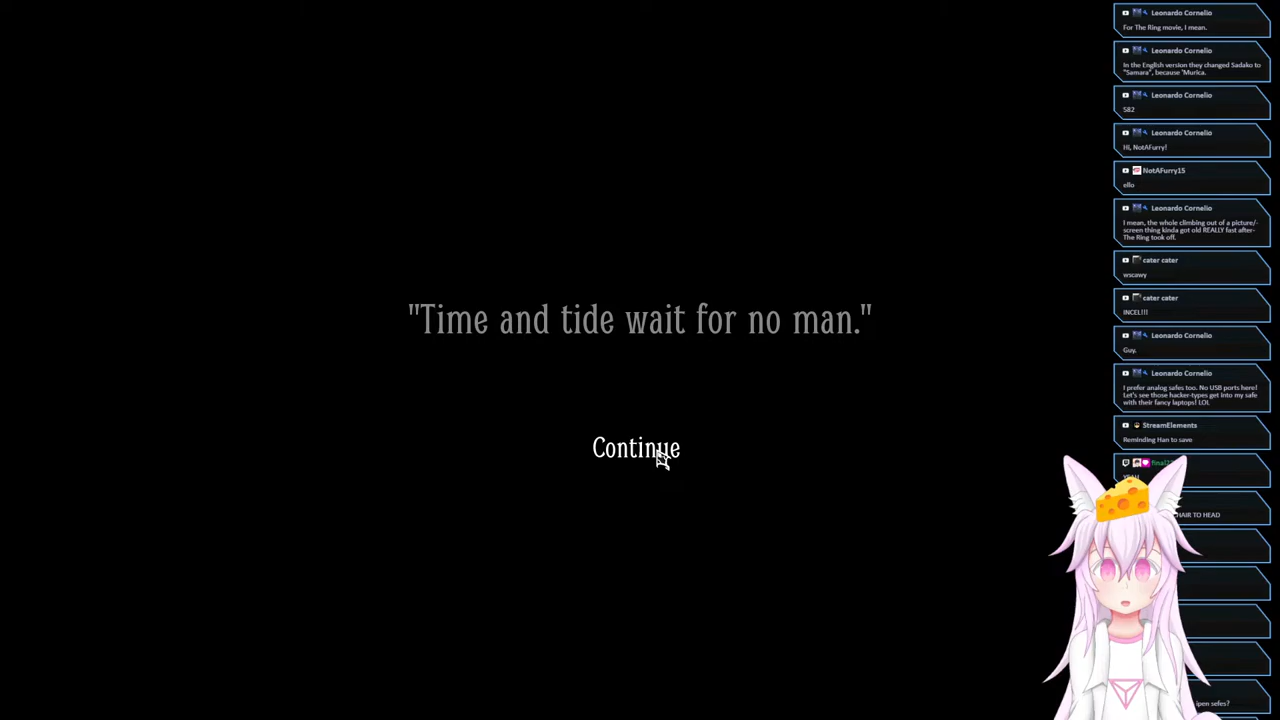 "Time and tide wait for no man."
Continue
Leonardo Cornelio
For The Ring movie, I mean.
Leonardo Cornelio
In the English version they changed Sadako to
"Samara", because 'Murica.
Leonardo Cornelio
582
Leonardo Cornelio
Hi, NotAFurry!
NotAFurry15
ello
Leonardo Cornelio
I mean, the whole climbing out of a picture/-
screen thing kinda got old REALLY fast after-
The Ring took off.
cater cater
wscawy
cater cater
INCEL!!!
Leonardo Cornelio
Guy.
Leonardo Cornelio
I prefer analog safes too. No USB ports here!
Let's see those hacker-types get into my safe
with their fancy laptops! LOL
StreamElements
Reminding Han to save
HAIR TO HEAD
ipen sefes?